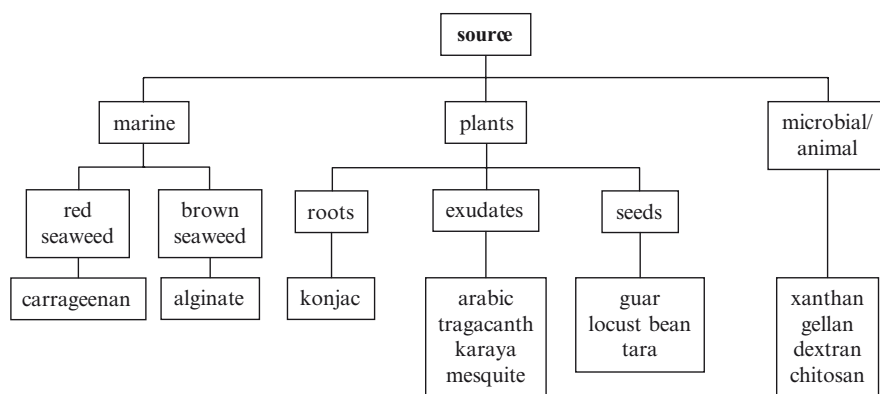 source
marine
plants
microbial/
animal
red
seaweed
brown
seaweed
roots
exudates
seeds
carrageenan
alginate
konjac
arabic
tragacanth
karaya
mesquite
guar
locust bean
tara
xanthan
gellan
dextran
chitosan